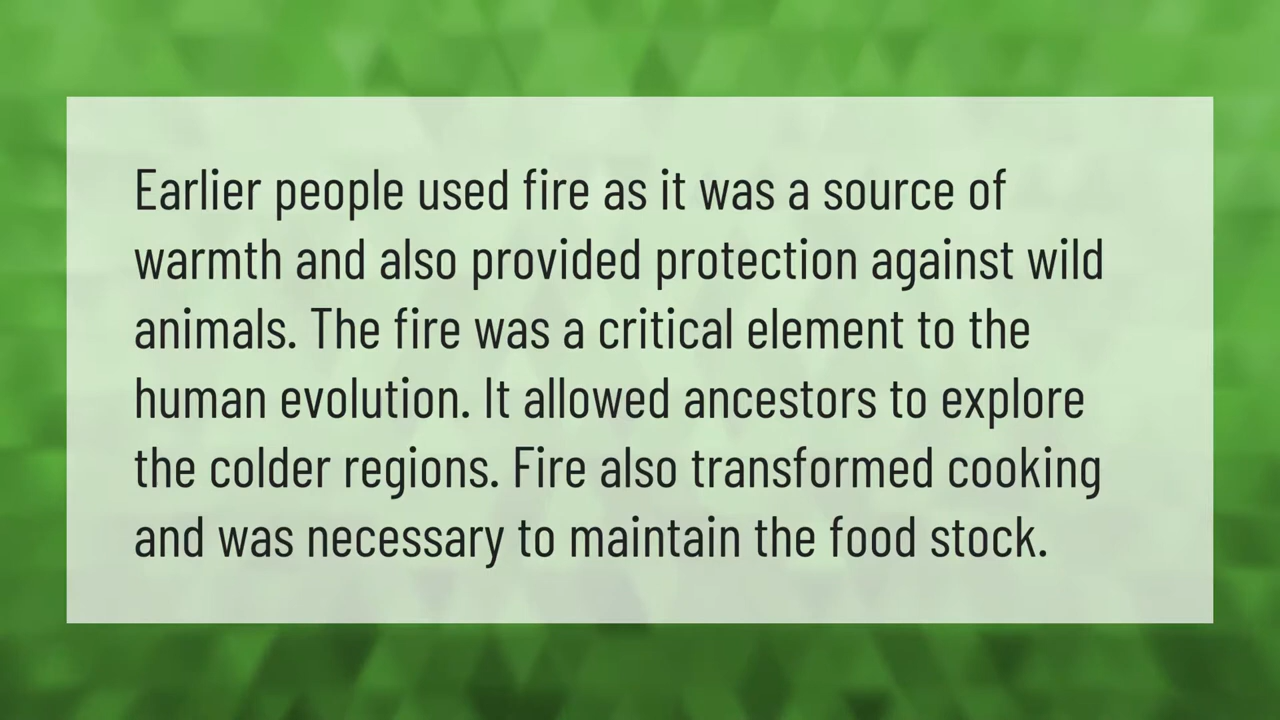 Earlier people used fire as it was a source of
warmth and also provided protection against wild
animals. The fire was a critical element to the
human evolution. It allowed ancestors to explore
the colder regions. Fire also transformed cooking
and was necessary to maintain the food stock.